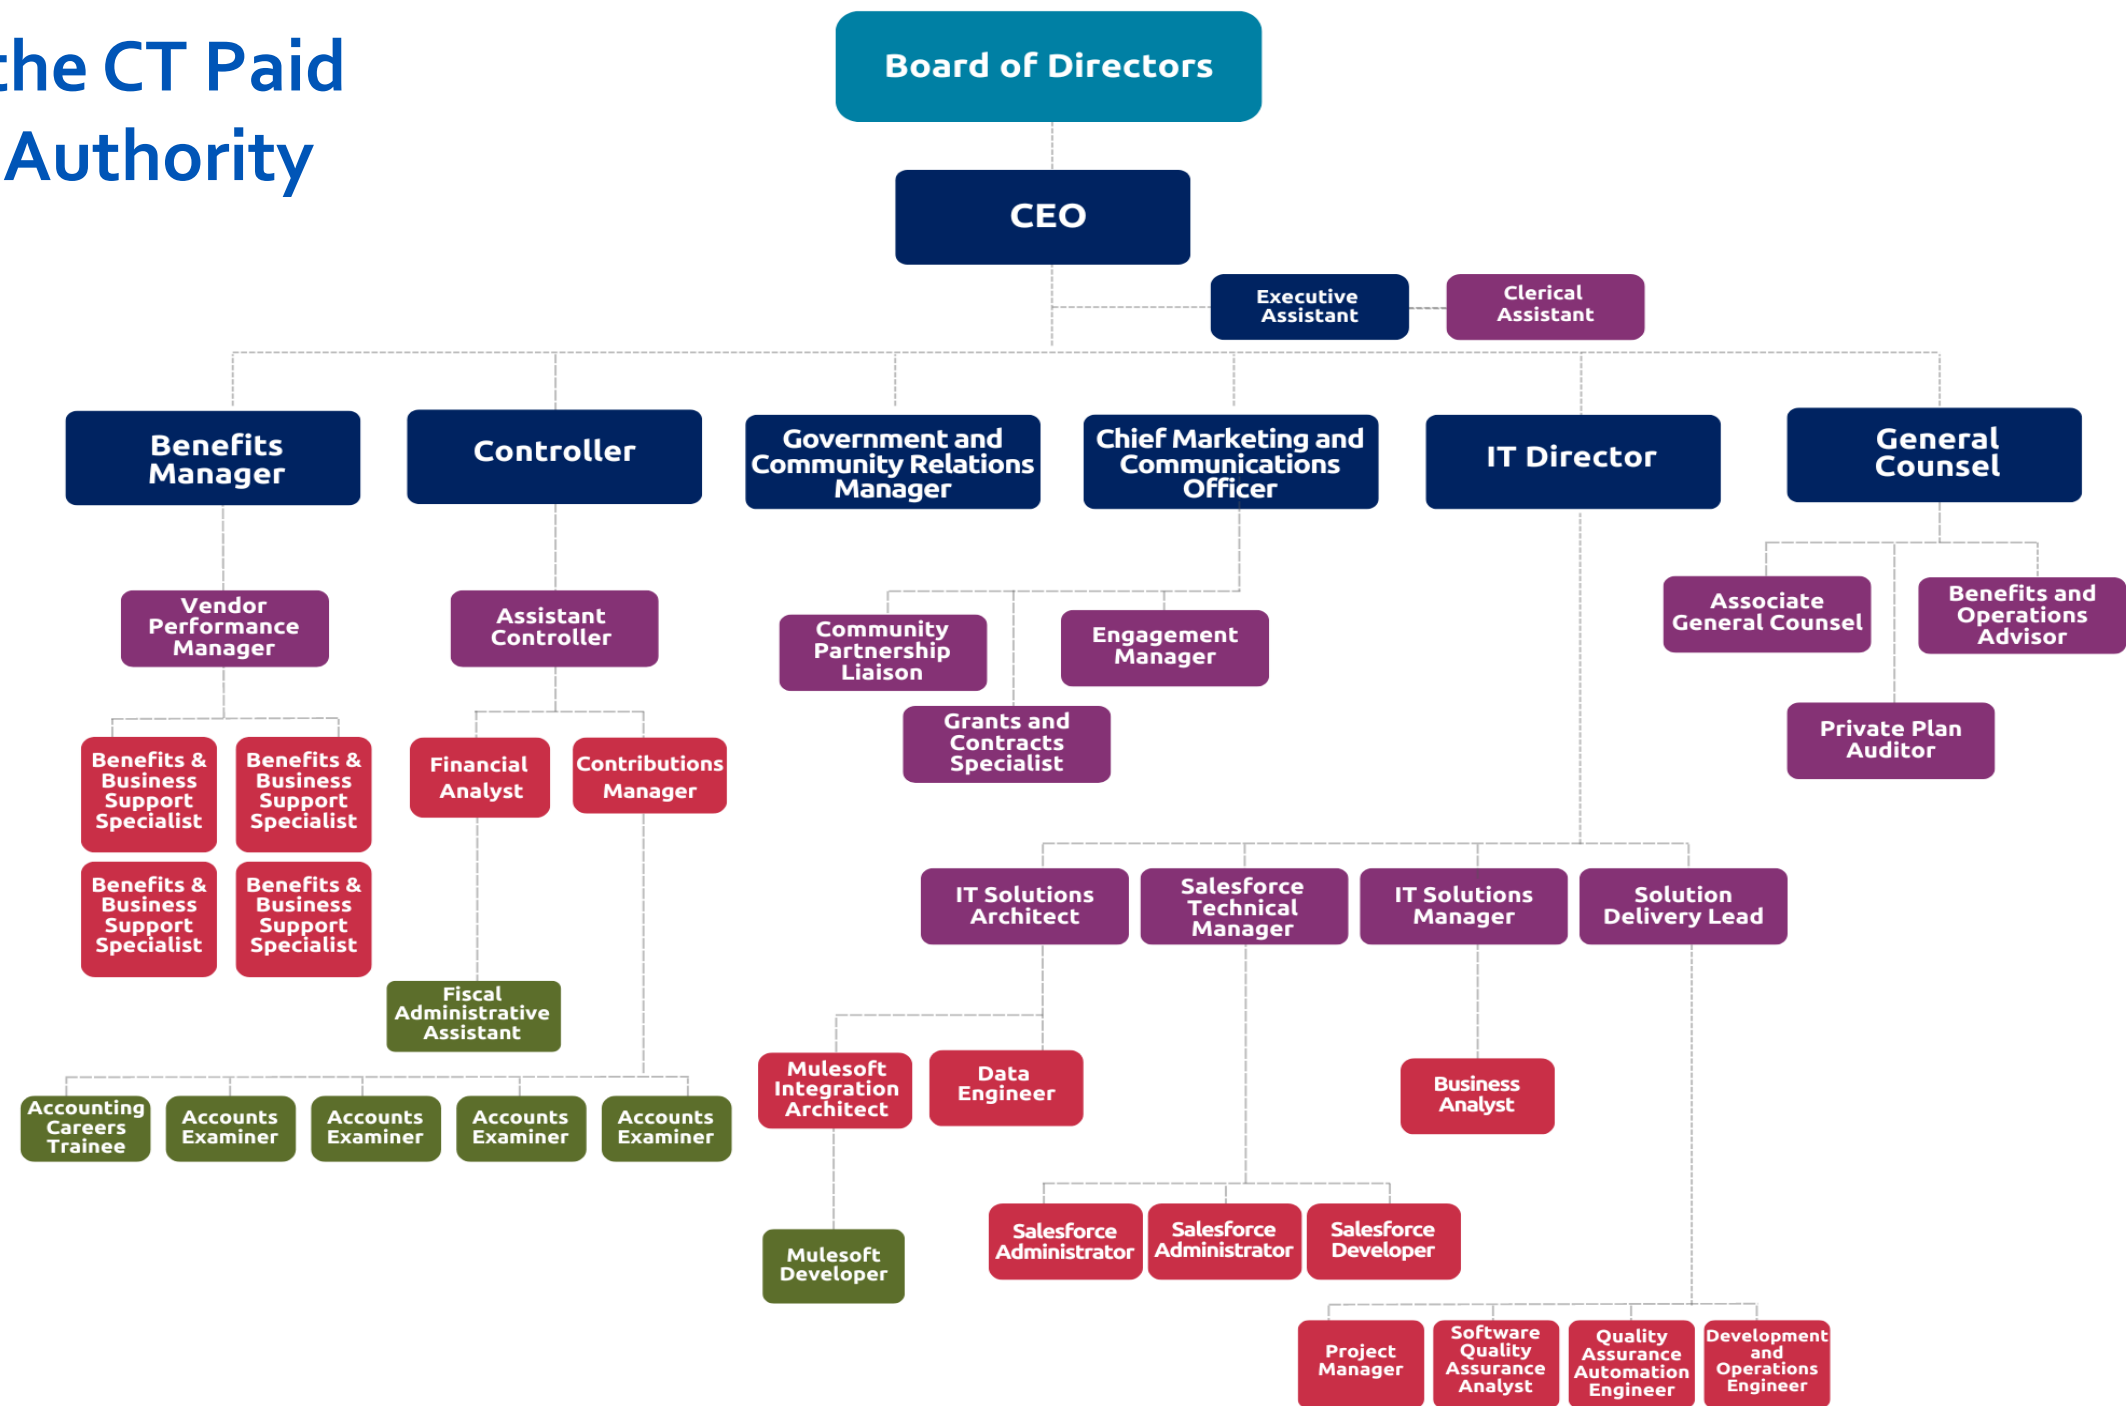 the CT Paid
Authority
Board of Directors
CEO
Executive
Assistant
Clerical
Assistant
Benefits
Manager
Controller
Government and
Community Relations
Manager
Chief Marketing and
Communications
Officer
IT Director
General
Counsel
Vendor
Performance
Manager
Assistant
Controller
Community
Partnership
Liaison
Engagement
Manager
Grants and
Contracts
Specialist
Associate
General Counsel
Benefits and
Operations
Advisor
Private Plan
Auditor
Benefits &
Business
Support
Specialist
Benefits &
Business
Support
Specialist
Benefits &
Business
Support
Specialist
Benefits &
Business
Support
Specialist
Financial
Analyst
Contributions
Manager
Fiscal
Administrative
Assistant
Accounting
Careers
Trainee
Accounts
Examiner
Accounts
Examiner
Accounts
Examiner
Accounts
Examiner
IT Solutions
Architect
Salesforce
Technical
Manager
IT Solutions
Manager
Solution
Delivery Lead
Mulesoft
Integration
Architect
Data
Engineer
Business
Analyst
Mulesoft
Developer
Salesforce
Administrator
Salesforce
Administrator
Salesforce
Developer
Project
Manager
Software
Quality
Assurance
Analyst
Quality
Assurance
Automation
Engineer
Development
and
Operations
Engineer